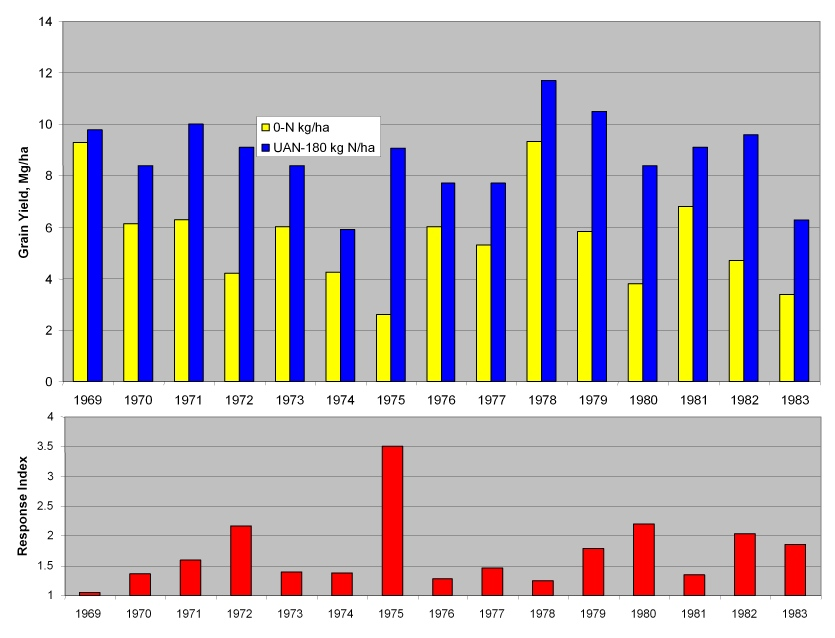 14
12
10
8
6
4
2
0
Grain Yield, Mg/ha
0-N kg/ha
UAN-180 kg N/ha
1969 1970 1971 1972 1973 1974 1975 1976 1977 1978 1979 1980 1981 1982 1983
4
3.5
3
2.5
2
1.5
1
Response Index
1969 1970 1971 1972 1973 1974 1975 1976 1977 1978 1979 1980 1981 1982 1983